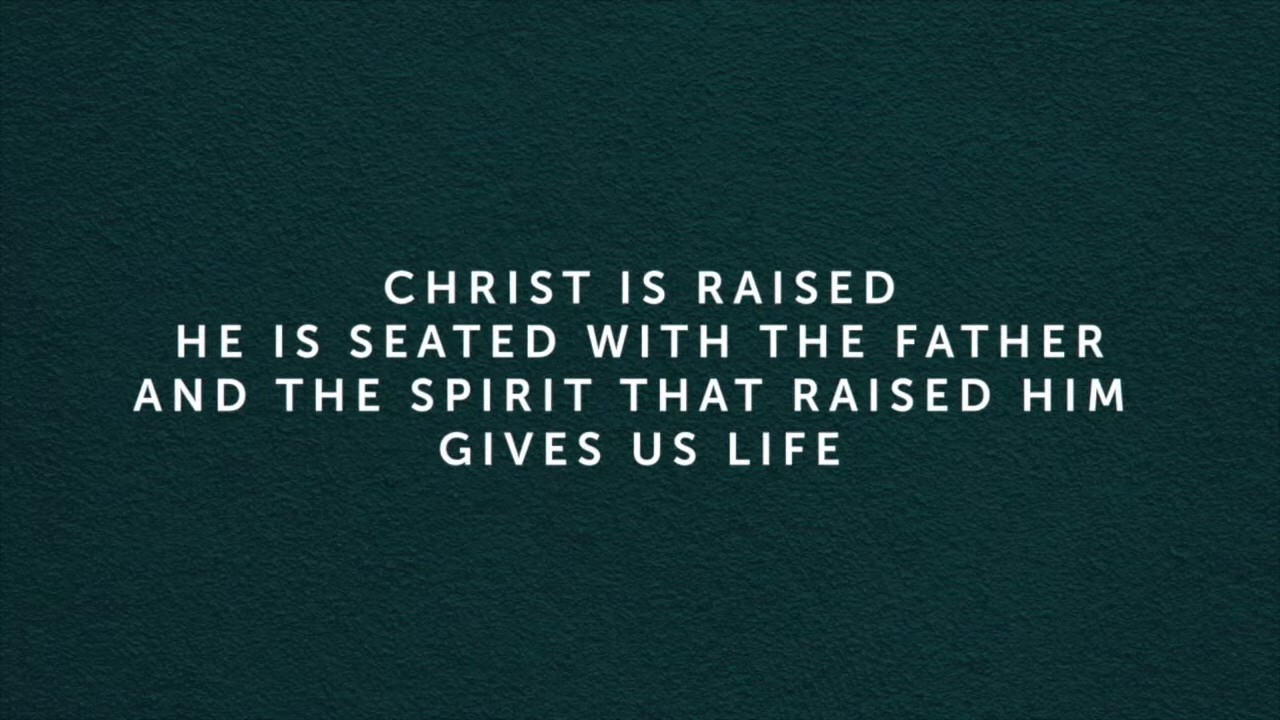 CHRIST IS RAISED
HE IS SEATED WITH THE FATHER
AND THE SPIRIT THAT RAISED HIM
GIVES US LIFE